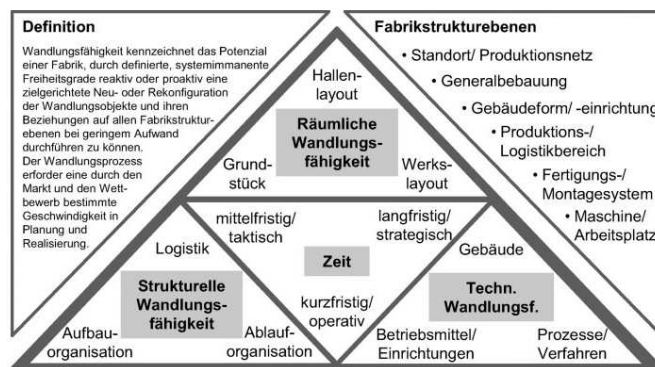 Definition
Wandlungsfähigkeit kennzeichnet das Potenzial
einer Fabrik, durch definierte, systemimmanente
Freiheitsgrade reaktiv oder proaktiv eine
zielgerichtete Neu- oder Rekonfiguration
der Wandlungsobjekte und ihren
Beziehungen auf allen Fabrikstruktur-
ebenen bei geringem Aufwand
durchführen zu können.
Der Wandlungsprozess
erforder eine durch den
Markt und den Wett-
bewerb bestimmte
Geschwindigkeit in
Planung und
Realisierung.
Fabrikstrukturebenen
• Standort/ Produktionsnetz
• Generalbebauung
• Gebäudeform/ -einrichtung
• Produktions-/
Logistikbereich
• Fertigungs-/
Montagesystem
• Maschine/
Arbeitsplatz
Hallen-
layout
Räumliche
Wandlungs-
fähigkeit
Grund-
stück
Werks-
layout
mittelfristig/
taktisch
langfristig/
strategisch
Zeit
kurzfristig/
operativ
Logistik
Strukturelle
Wandlungs-
fähigkeit
Aufbau-
organisation
Ablauf-
organisation
Gebäude
Techn.
Wandlungsf.
Betriebsmittel/
Einrichtungen
Prozesse/
Verfahren